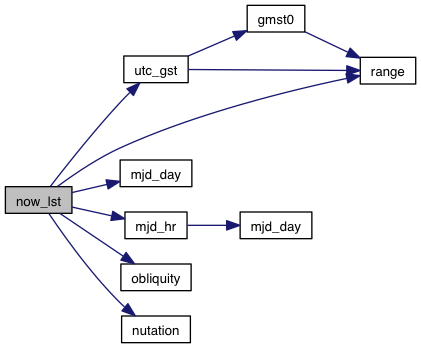 gmst0
utc_gst
range
mjd_day
now_lst
mjd_hr
mjd_day
obliquity
nutation